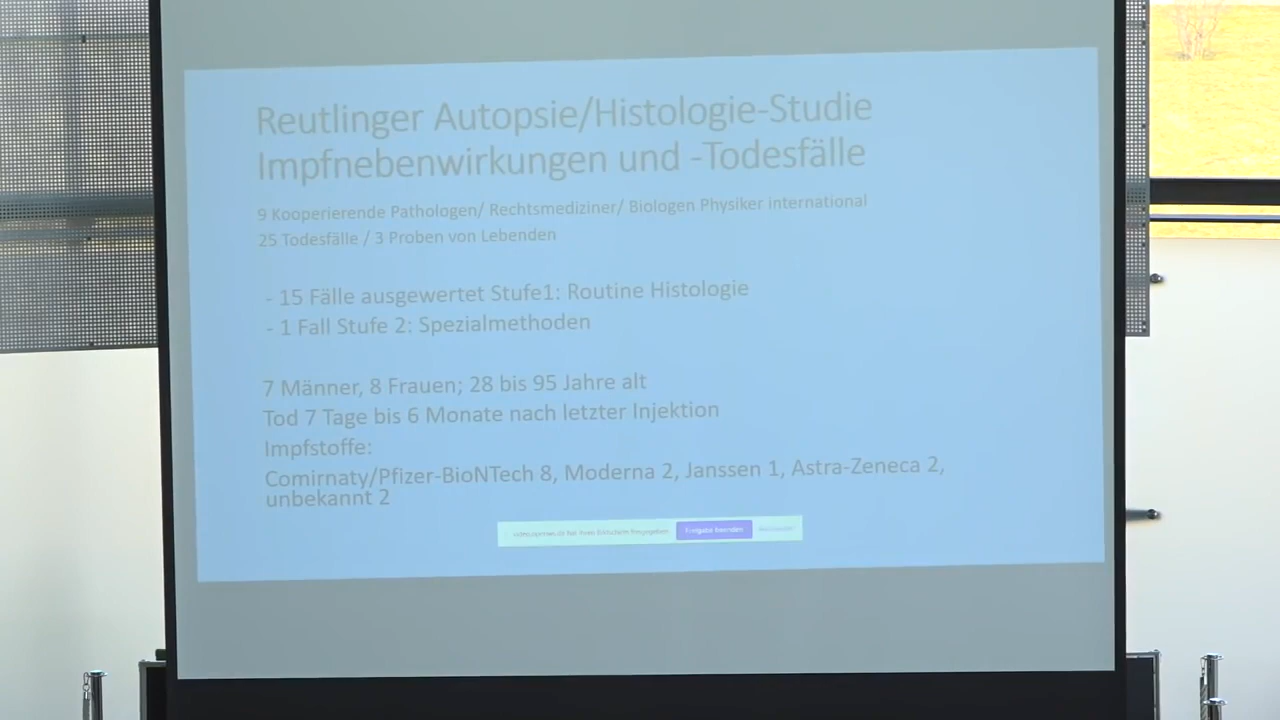 Reutlinger Autopsie/Histologie-Studie
Impfnebenwirkungen und -Todesfälle
9 Kooperierende Pathologen/ Rechtsmediziner/ Biologen Physiker international
25 Todesfälle / 3 Proben von Lebenden
- 15 Fälle ausgewertet Stufe1: Routine Histologie
- 1 Fall Stufe 2: Spezialmethoden
7 Männer, 8 Frauen; 28 bis 95 Jahre alt
Tod 7 Tage bis 6 Monate nach letzter Injektion
Impfstoffe:
Comirnaty/Pfizer-BioNTech 8, Moderna 2, Janssen 1, Astra-Zeneca 2,
unbekannt 2
Freigabe beenden